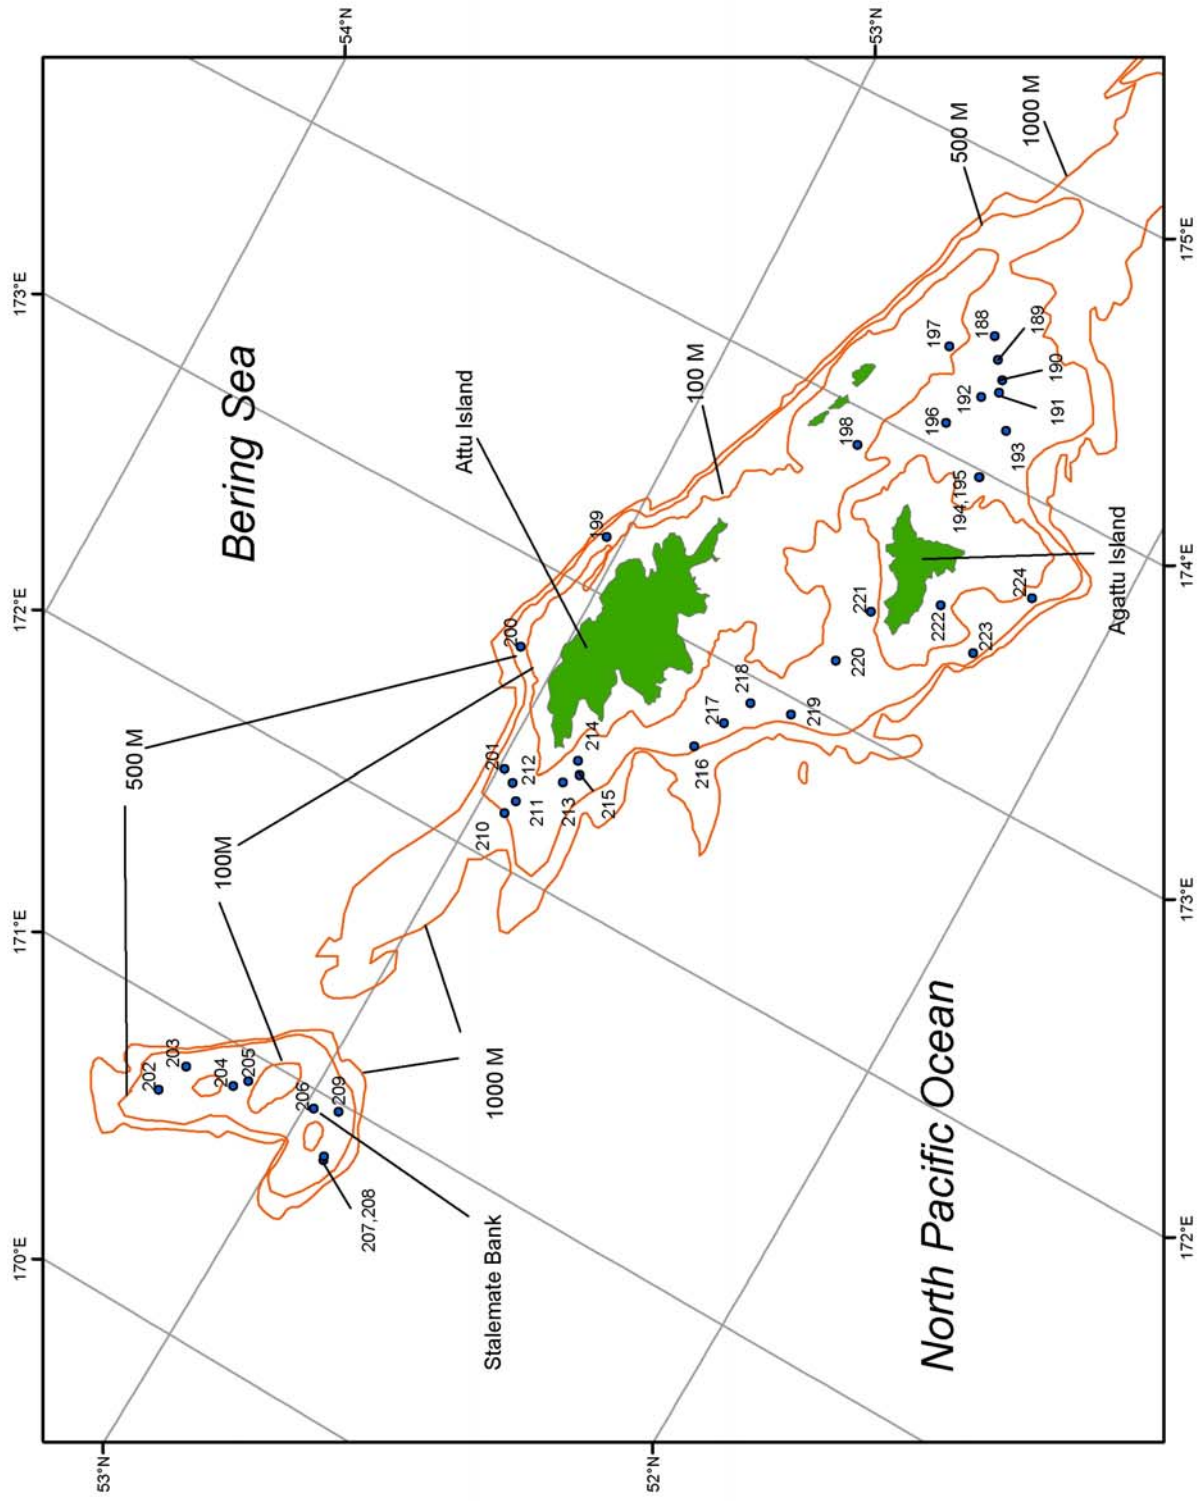 54°N
53°N
173°E
172°E
171°E
170°E
Bering Sea
500 M
1000 M
Attu Island
100 M
197
188
189
190
191
192
196
193
198
194,195
199
200
500 M
100M
201
212
214
210
211
213
215
216
217
218
219
220
221
222
223
224
Agattu Island
202
203
204
205
206
209
207,208
1000 M
Stalemate Bank
North Pacific Ocean
53°N
52°N
175°E
174°E
173°E
172°E